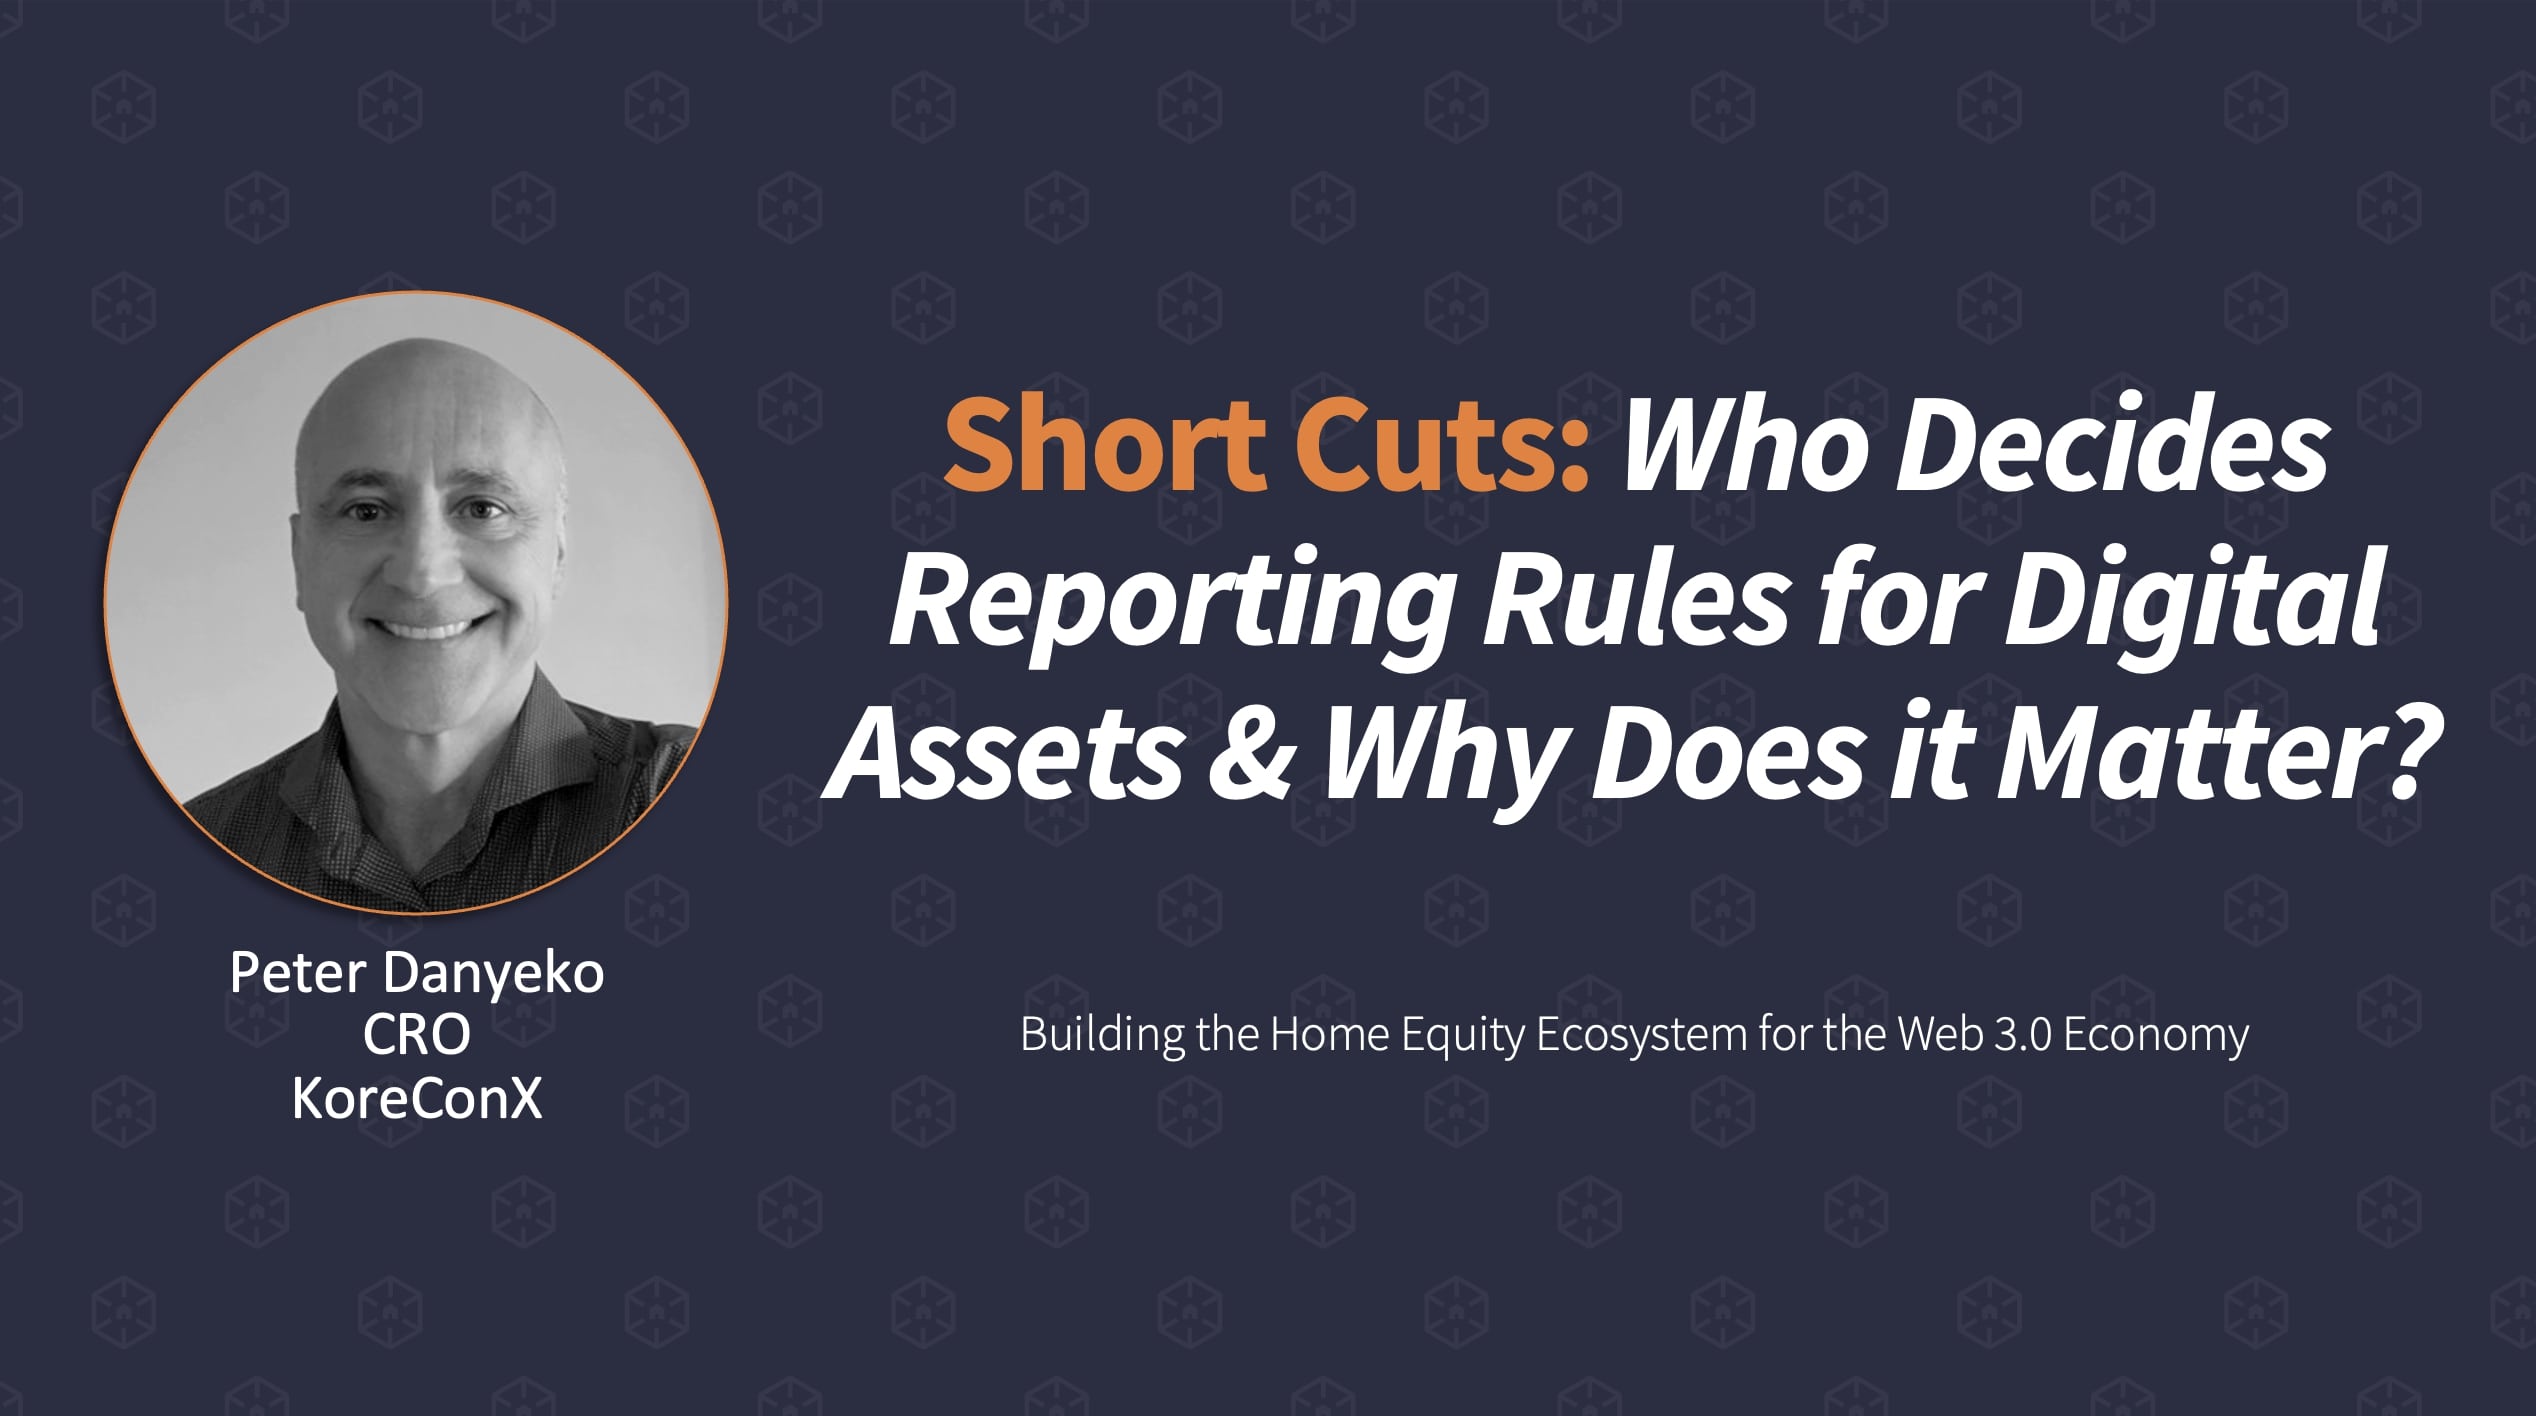 Short Cuts: Who Decides
Reporting Rules for Digital
Assets & Why Does it Matter?
Peter Danyeko
CRO
KoreConX
Building the Home Equity Ecosystem for the Web 3.0 Economy